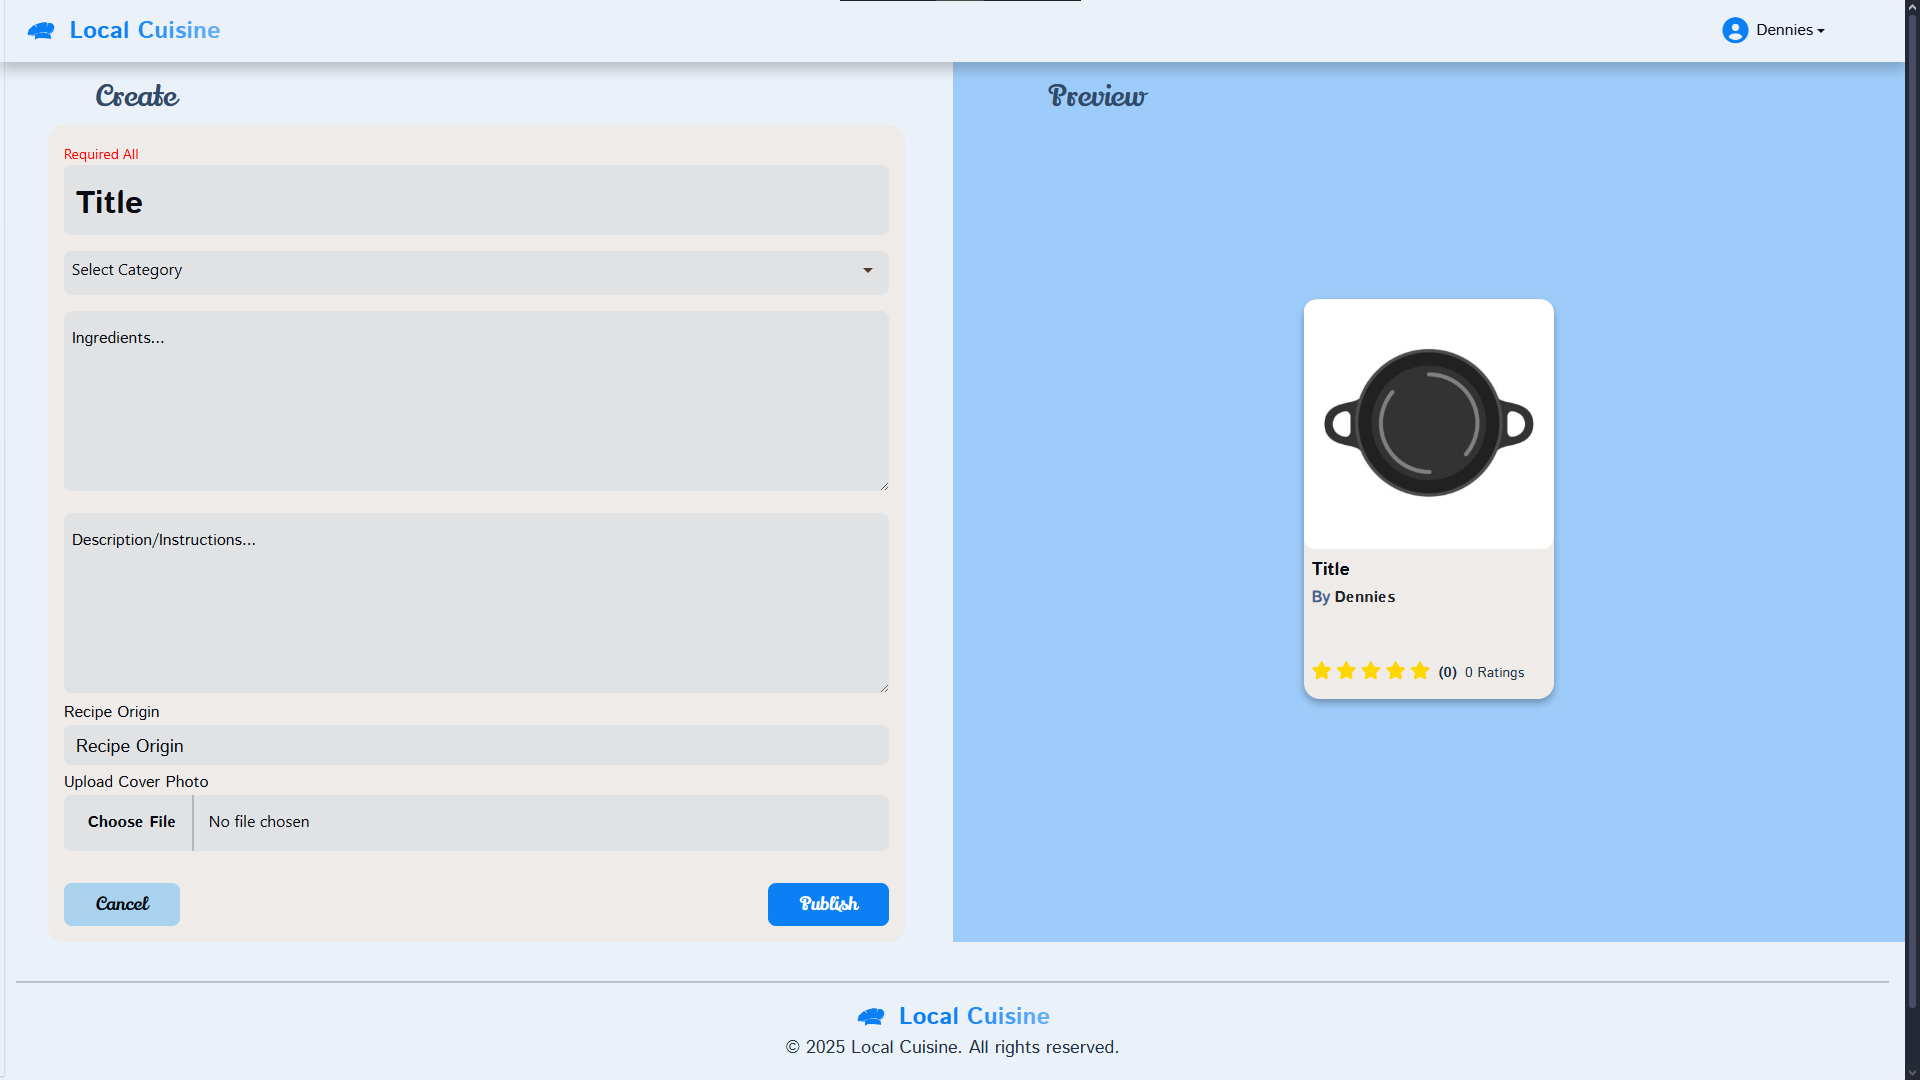 Local Cuisine
Dennies
Create
Required All
Title
Select Category
Ingredients...
Description/Instructions...
Recipe Origin
Recipe Origin
Upload Cover Photo
Choose File No file chosen
Cancel
Publish
Preview
Title
By Dennies
(0) 0 Ratings
Local Cuisine
© 2025 Local Cuisine. All rights reserved.